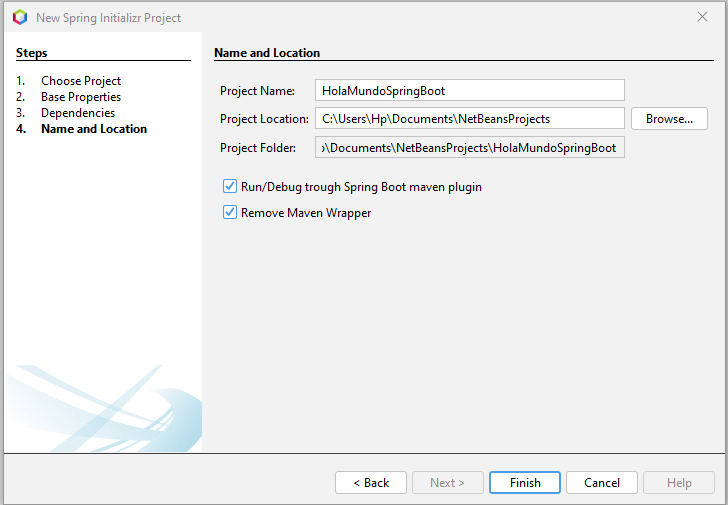 New Spring Initializr Project
Steps
1. Choose Project
2. Base Properties
3. Dependencies
4. Name and Location
Name and Location
Project Name: HolaMundoSpringBoot
Project Location: C:\Users\Hp\Documents\NetBeansProjects Browse...
Project Folder: ɔ\Documents\NetBeansProjects\HolaMundoSpringBoot
Run/Debug trough Spring Boot maven plugin
Remove Maven Wrapper
< Back Next > Finish Cancel Help